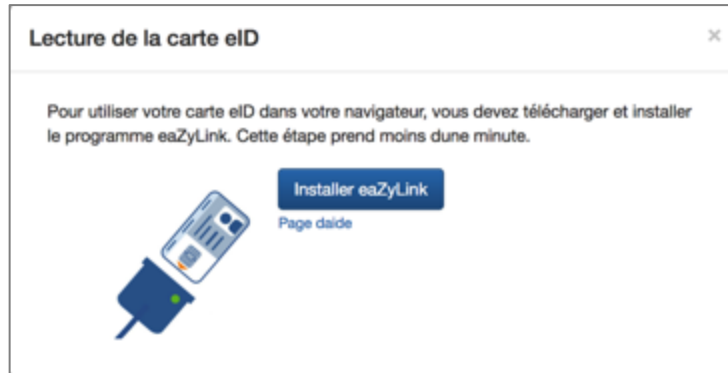 Lecture de la carte eID
×
Pour utiliser votre carte eID dans votre navigateur, vous devez télécharger et installer
le programme eaZyLink. Cette étape prend moins dune minute.
Installer eaZyLink
Page daide